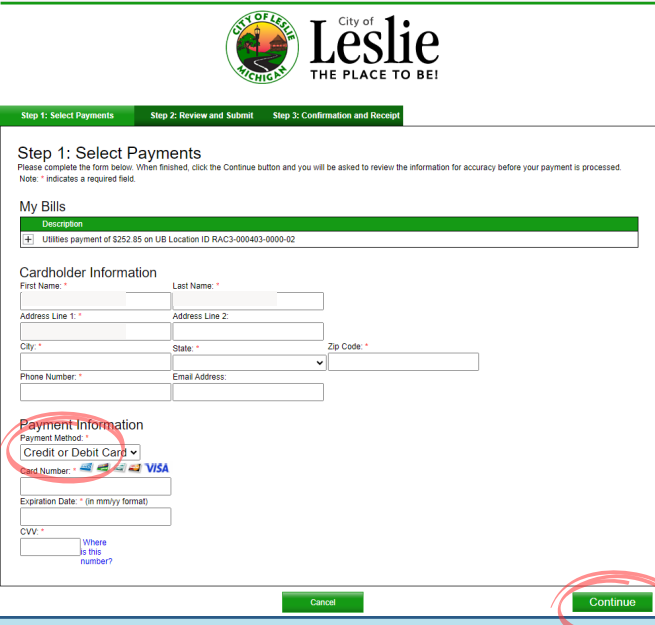 CITY OF LESLIE
MICHIGAN
City of
Leslie
THE PLACE TO BE!
Step 1: Select Payments Step 2: Review and Submit Step 3: Confirmation and Receipt
Step 1: Select Payments
Please complete the form below. When finished, click the Continue button and you will be asked to review the information for accuracy before your payment is processed.
Note: * indicates a required field.
My Bills
Description
+ Utilities payment of $252.85 on UB Location ID RAC3-000403-0000-02
Cardholder Information
First Name: * Last Name: *
Address Line 1: * Address Line 2:
City: * State: * Zip Code: *
Phone Number: * Email Address:
Payment Information
Payment Method: *
Credit or Debit Card
Card Number: * VISA
Expiration Date: * (in mm/yy format)
CVV: *
Where
is this
number?
Cancel Continue